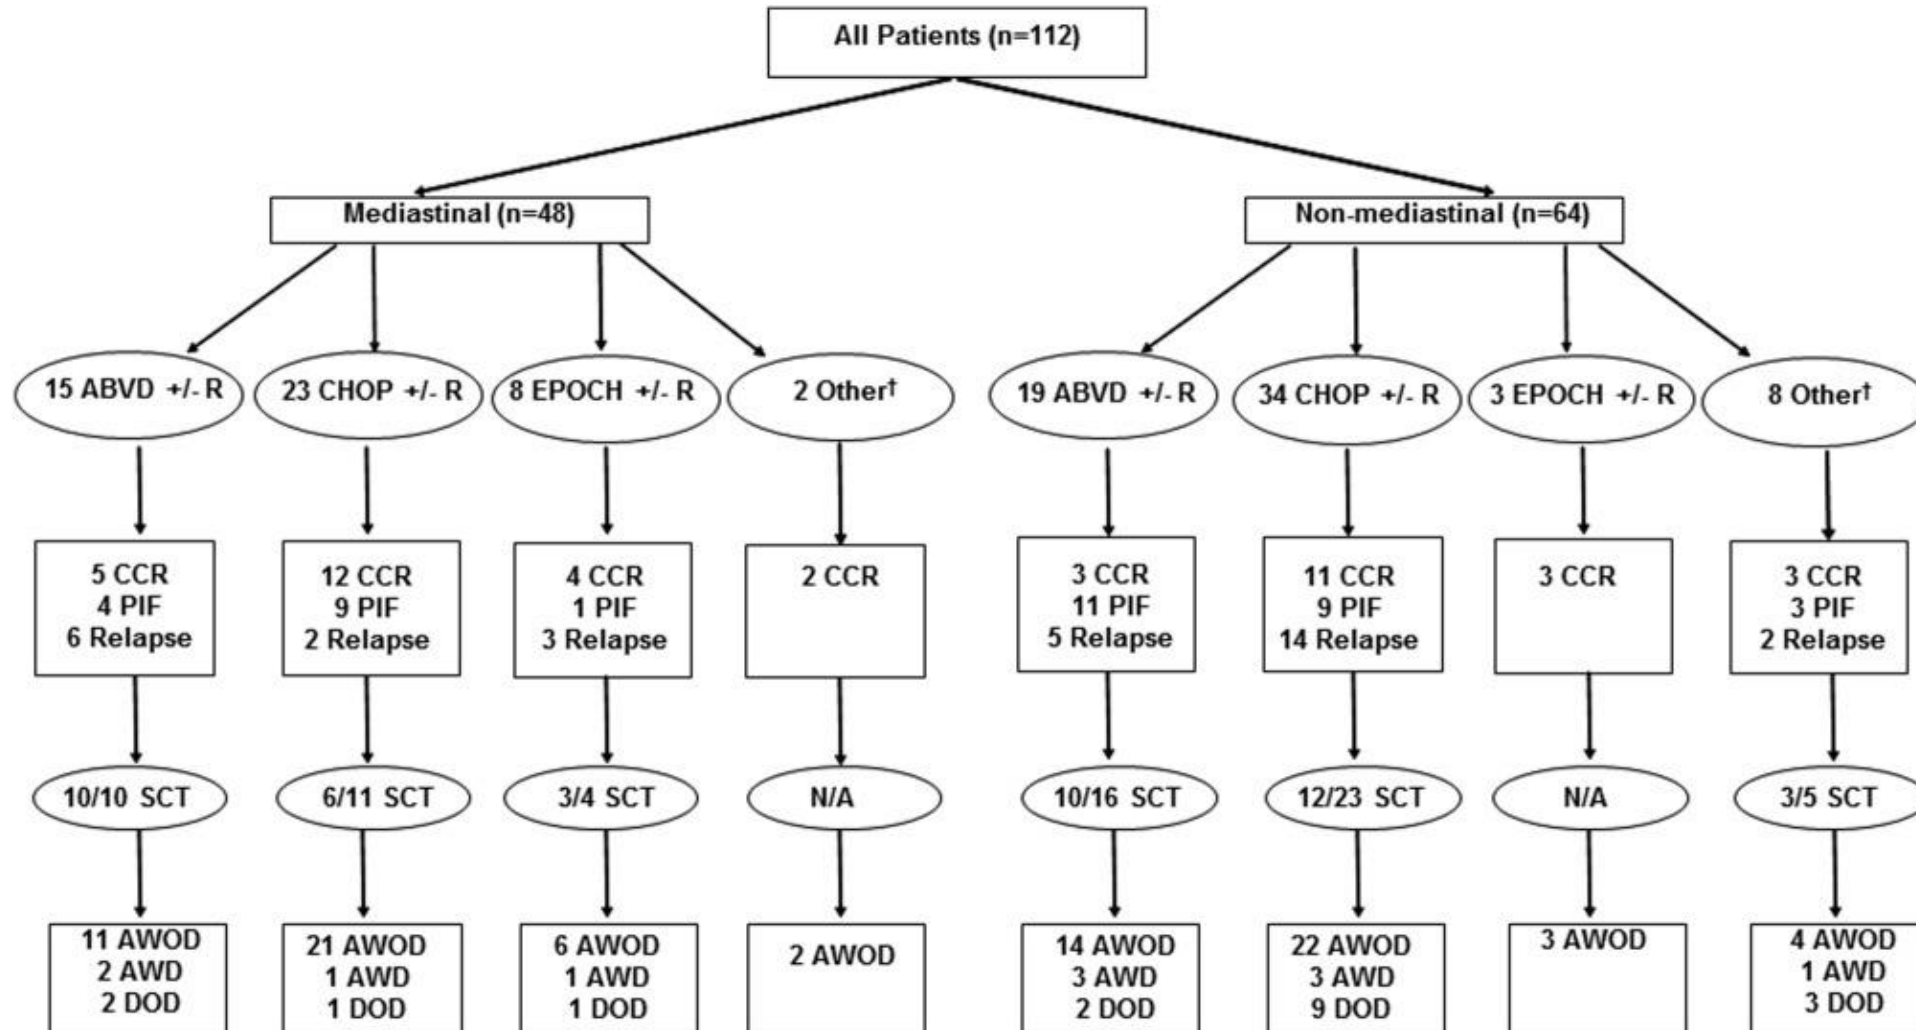 All Patients (n=112)
Mediastinal (n=48)
Non-mediastinal (n=64)
15 ABVD +/- R
23 CHOP +/- R
8 EPOCH +/- R
2 Other†
19 ABVD +/- R
34 CHOP +/- R
3 EPOCH +/- R
8 Other†
5 CCR
4 PIF
6 Relapse
12 CCR
9 PIF
2 Relapse
4 CCR
1 PIF
3 Relapse
2 CCR
3 CCR
11 PIF
5 Relapse
11 CCR
9 PIF
14 Relapse
3 CCR
3 CCR
3 PIF
2 Relapse
10/10 SCT
6/11 SCT
3/4 SCT
N/A
10/16 SCT
12/23 SCT
N/A
3/5 SCT
11 AWOD
2 AWD
2 DOD
21 AWOD
1 AWD
1 DOD
6 AWOD
1 AWD
1 DOD
2 AWOD
14 AWOD
3 AWD
2 DOD
22 AWOD
3 AWD
9 DOD
3 AWOD
4 AWOD
1 AWD
3 DOD